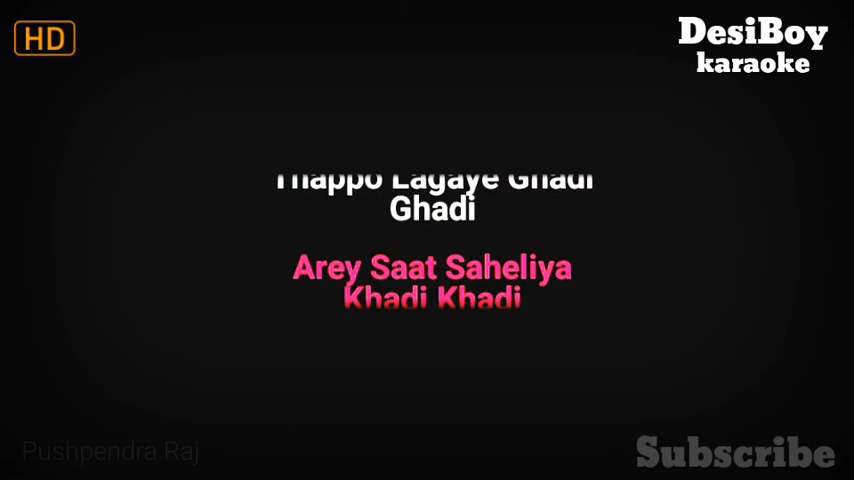 HD
DesiBoy
karaoke
Thappo Lagaye Ghadi
Ghadi
Arey Saat Saheliya
Khadi Khadi
Pushpendra Raj
Subscribe